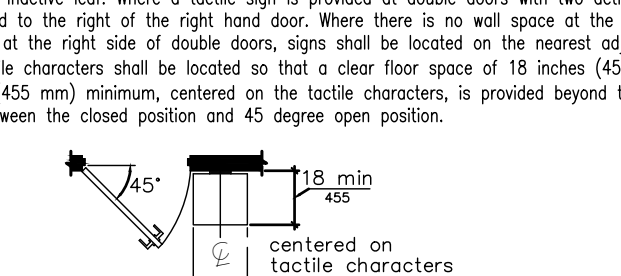 inactive leaf. Where a tactile sign is provided at double doors with two
d to the right of the right hand door. Where there is no wall space at the
at the right side of double doors, signs shall be located on the nearest
le characters shall be located so that a clear floor space of 18 inches (45
455 mm) minimum, centered on the tactile characters, is provided beyond
ween the closed position and 45 degree open position.
45°
18 min
455
℄
centered on
tactile characters